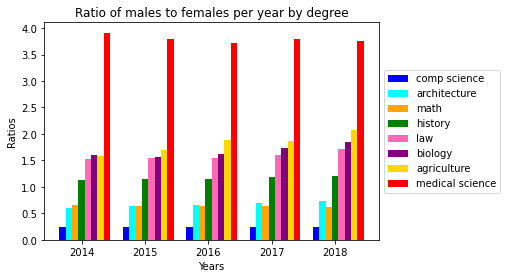 Ratio of males to females per year by degree
4.0
3.5
3.0
2.5
2.0
1.5
1.0
0.5
0.0
Ratios
2014 2015 2016 2017 2018
Years
comp science
architecture
math
history
law
biology
agriculture
medical science